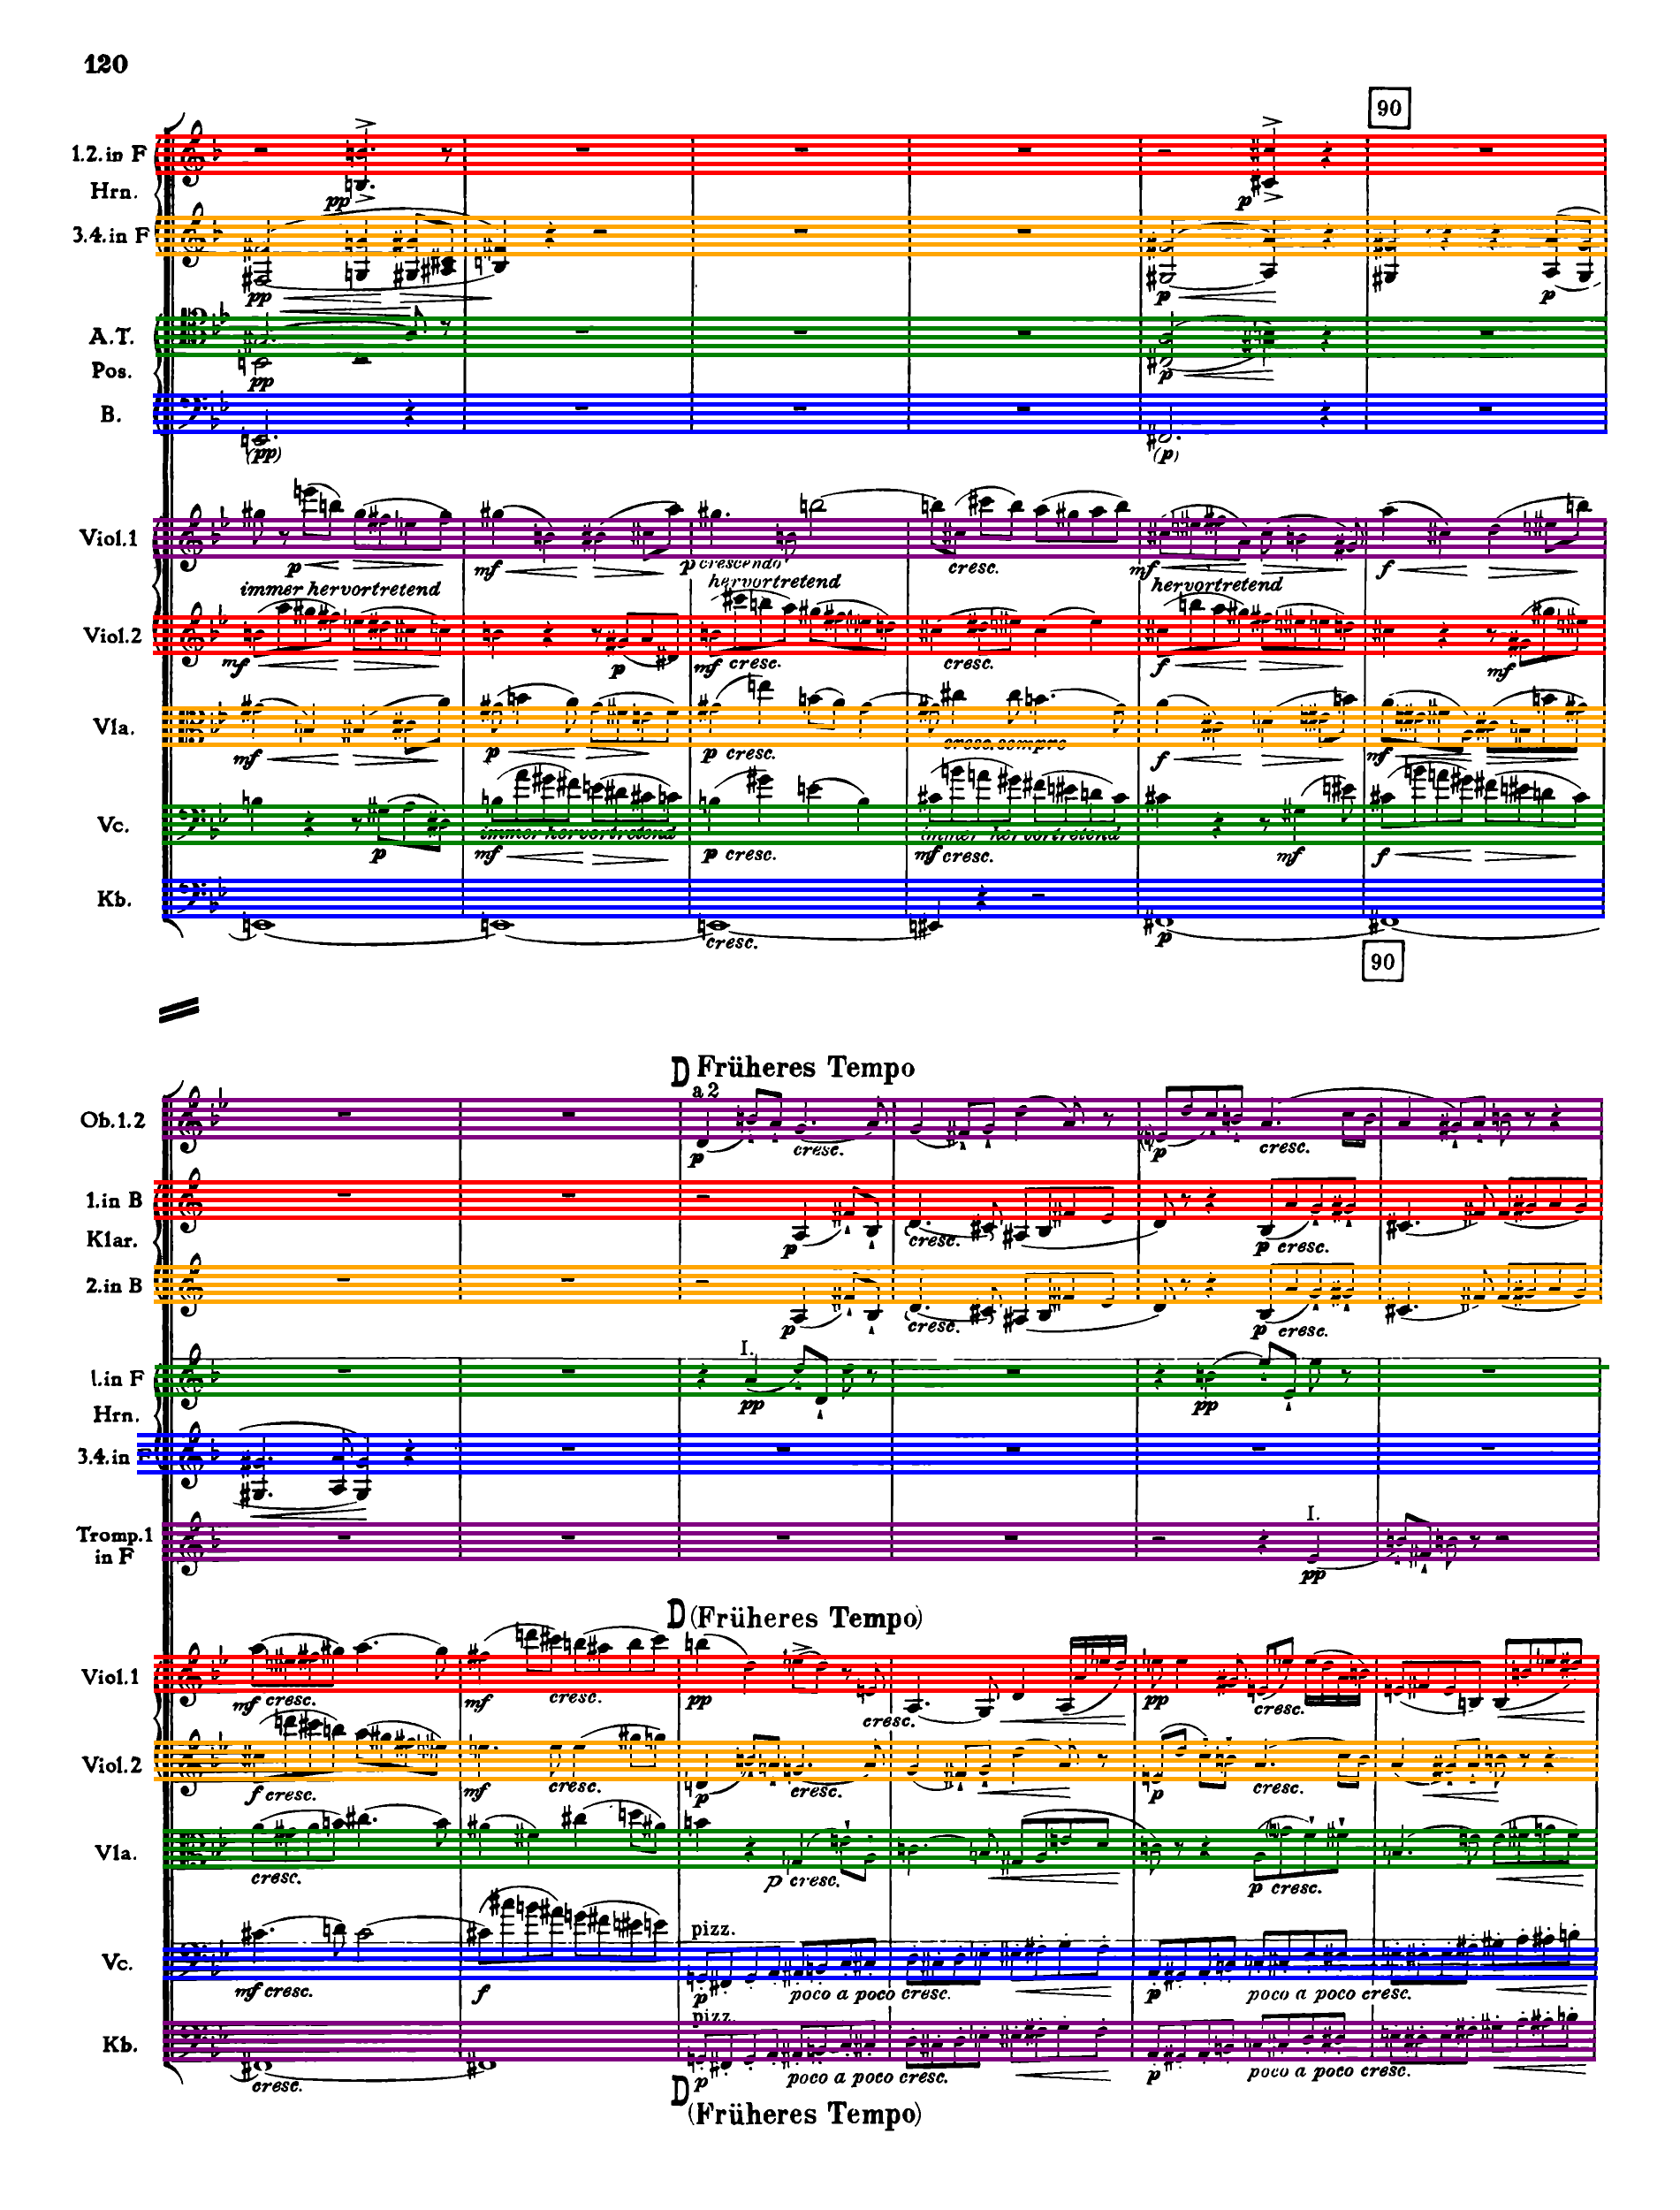 120
90
1.2. in F
Hrn.
pp
p
3.4. in F
pp
p
p
A.T.
Pos.
pp
p
B.
(pp)
(p)
Viol.1
p
mf
p crescendo
cresc.
mf
f
immer hervortretend
hervortretend
hervortretend
Viol.2
mf
p
mf cresc.
cresc.
f
mf
Vla.
mf
p
p cresc.
cresc. sempre
f
mf
Vc.
p
immer hervortretend
mf
p cresc.
immer hervortretend
mf cresc.
mf
f
Kb.
cresc.
p
90
D Früheres Tempo
a 2
Ob.1.2
p
cresc.
p
cresc.
1. in B
Klar.
p
cresc.
p cresc.
2. in B
p
cresc.
p cresc.
I.
1. in F
Hrn.
pp
pp
3.4. in F
Tromp.1
in F
I.
pp
D (Früheres Tempo)
Viol.1
mf cresc.
mf
cresc.
pp
cresc.
pp
cresc.
Viol.2
f cresc.
mf
cresc.
p
cresc.
p
cresc.
Vla.
cresc.
p cresc.
p cresc.
pizz.
Vc.
mf cresc.
f
p
poco a poco cresc.
p
poco a poco cresc.
pizz.
Kb.
cresc.
p
poco a poco cresc.
p
poco a poco cresc.
D
(Früheres Tempo)